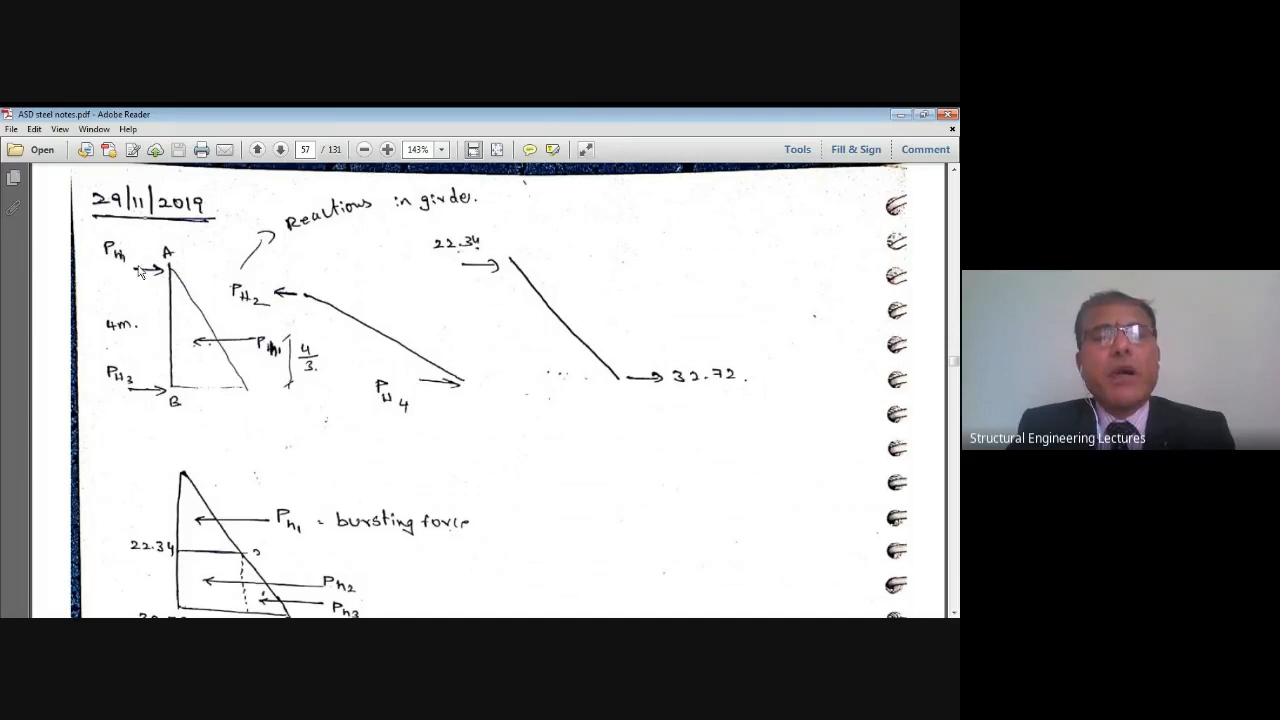 ASD steel notes.pdf - Adobe Reader
File Edit View Window Help
Open 57 / 131 143% Tools Fill & Sign Comment
29/11/2019
Reactions in girder.
22.34
PH1 A
PH2
4m.
Ph1 4/3.
PH3
PH4
32.72.
B
Ph1 = bursting force
22.34
Ph2
Ph3
Structural Engineering Lectures